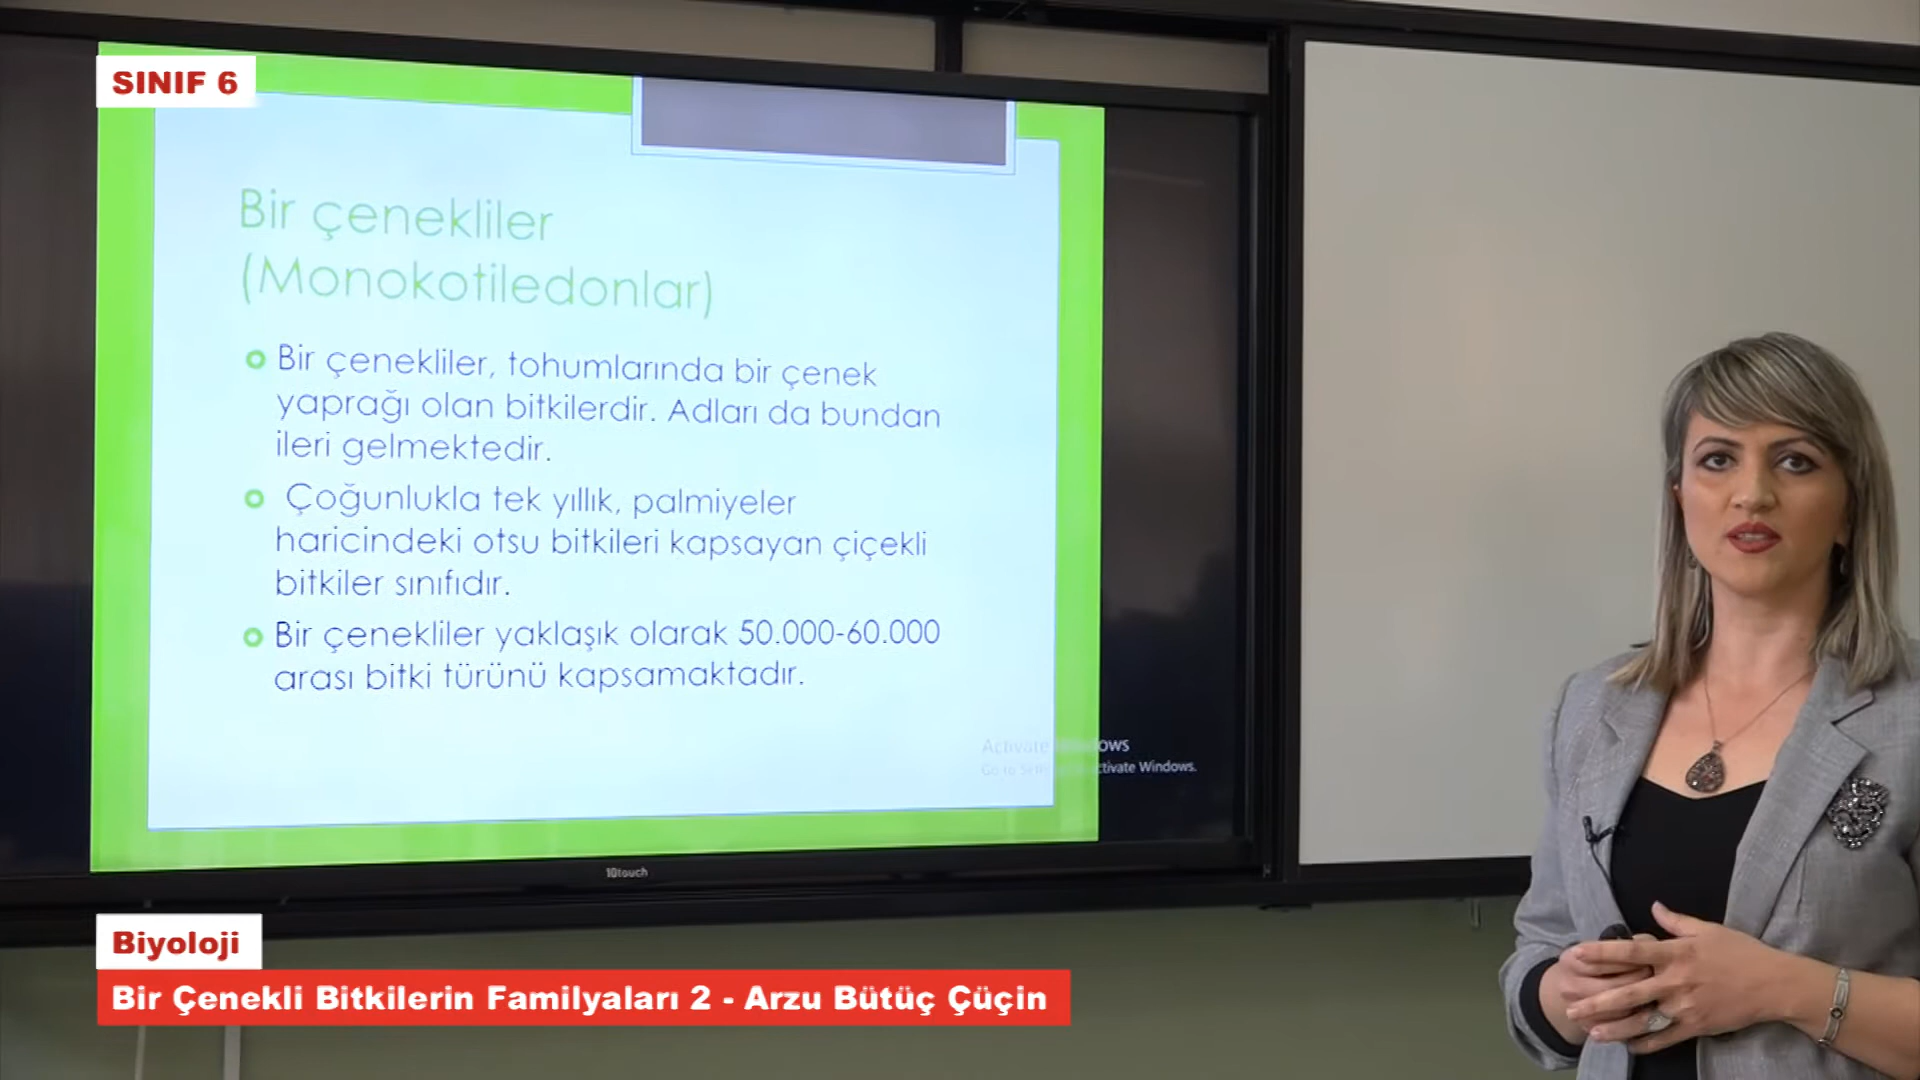 SINIF 6
Bir çenekliler
(Monokotiledonlar)
Bir çenekliler, tohumlarında bir çenek
yaprağı olan bitkilerdir. Adları da bundan
ileri gelmektedir.
Çoğunlukla tek yıllık, palmiyeler
haricindeki otsu bitkileri kapsayan çiçekli
bitkiler sınıfıdır.
Bir çenekliler yaklaşık olarak 50.000-60.000
arası bitki türünü kapsamaktadır.
Activate Windows
Go to Settings to activate Windows.
10touch
Biyoloji
Bir Çenekli Bitkilerin Familyaları 2 - Arzu Bütüç Çüçin